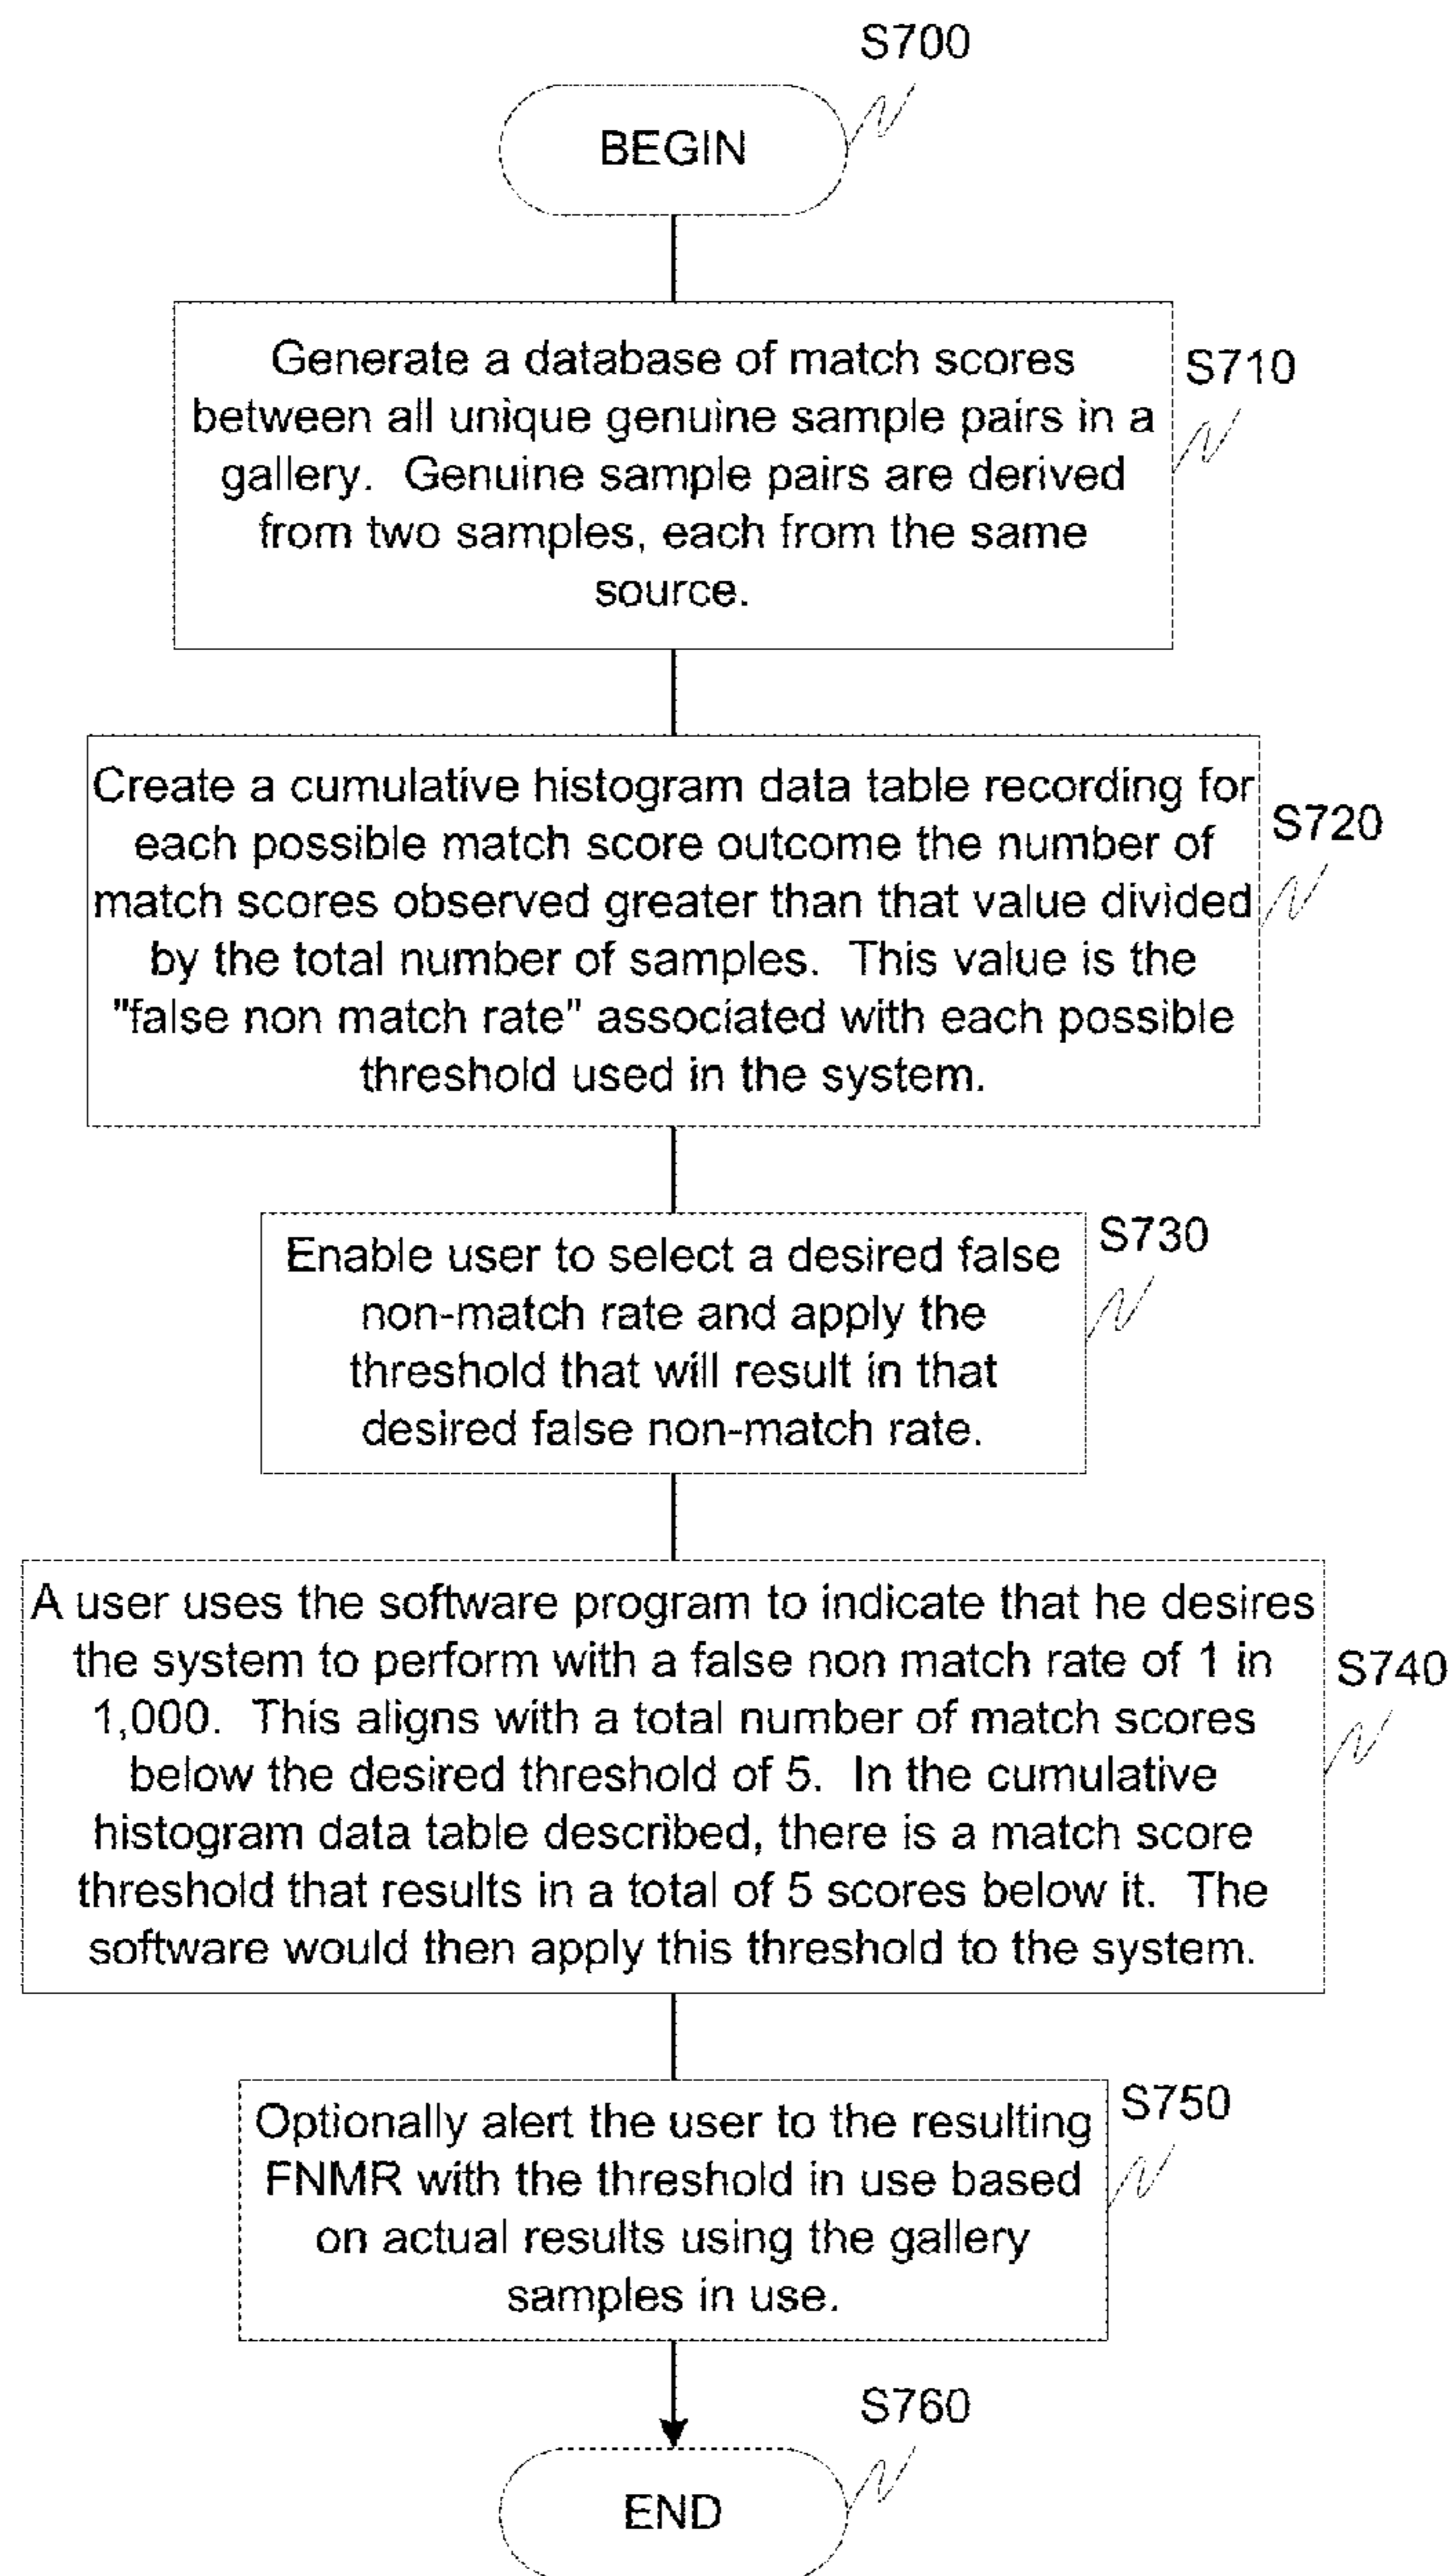 S700
BEGIN
Generate a database of match scores
between all unique genuine sample pairs in a
gallery.  Genuine sample pairs are derived
from two samples, each from the same
source.
S710
Create a cumulative histogram data table recording for
each possible match score outcome the number of
match scores observed greater than that value divided
by the total number of samples.  This value is the
"false non match rate" associated with each possible
threshold used in the system.
S720
Enable user to select a desired false
non-match rate and apply the
threshold that will result in that
desired false non-match rate.
S730
A user uses the software program to indicate that he desires
the system to perform with a false non match rate of 1 in
1,000.  This aligns with a total number of match scores
below the desired threshold of 5.  In the cumulative
histogram data table described, there is a match score
threshold that results in a total of 5 scores below it.  The
software would then apply this threshold to the system.
S740
Optionally alert the user to the resulting
FNMR with the threshold in use based
on actual results using the gallery
samples in use.
S750
S760
END